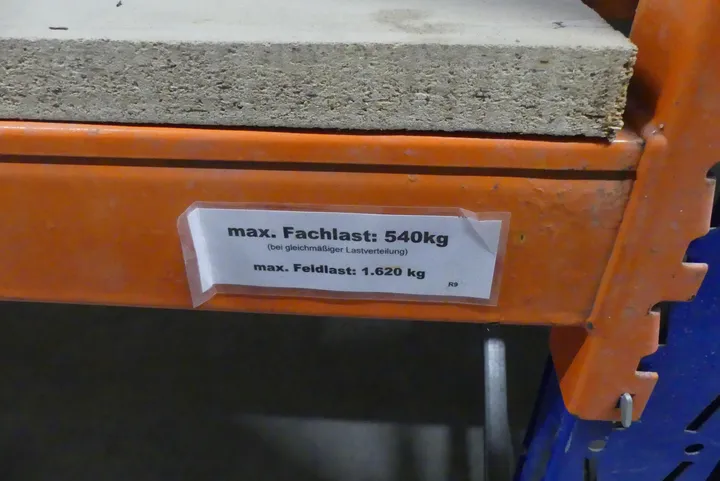 max. Fachlast: 540kg
(bei gleichmäßiger Lastverteilung)
max. Feldlast: 1.620 kg
R9